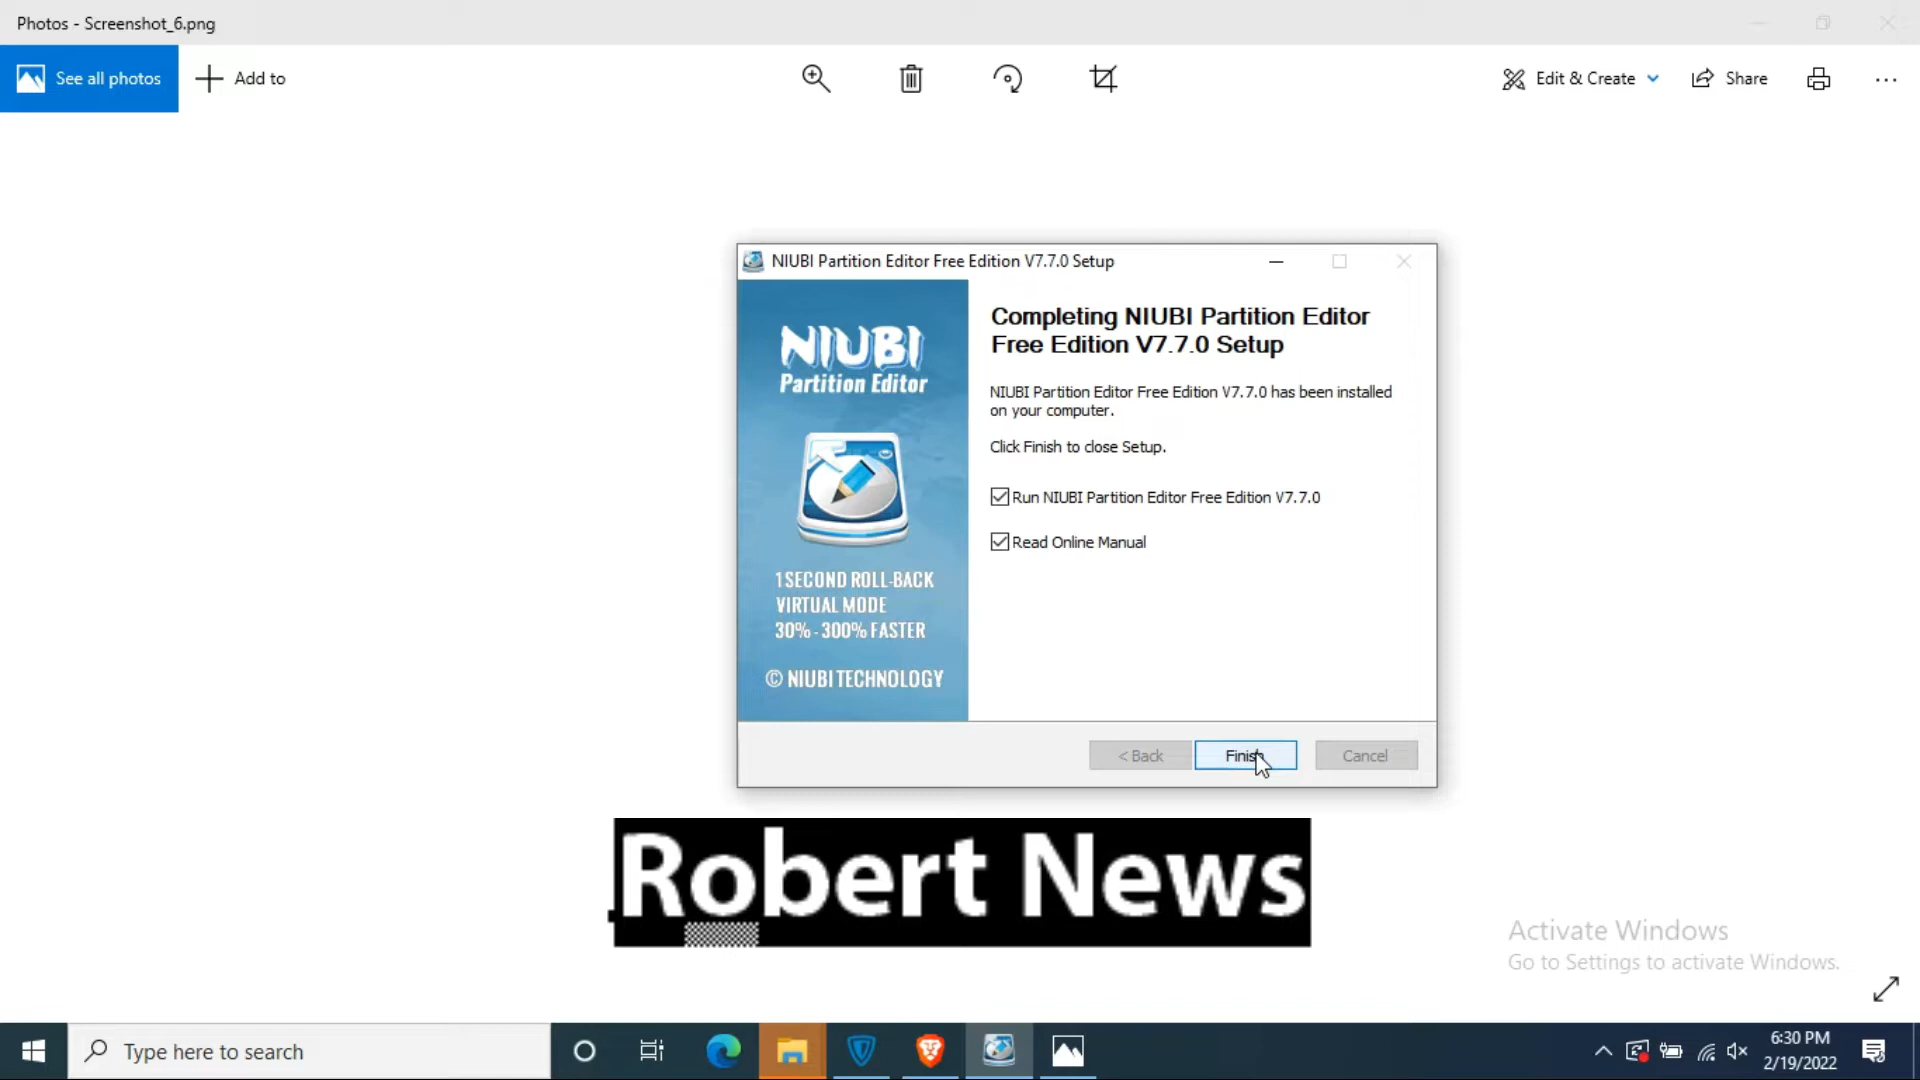 Photos - Screenshot_6.png
See all photos
Add to
Edit & Create
Share
NIUBI Partition Editor Free Edition V7.7.0 Setup
NIUBI
Partition Editor
1 SECOND ROLL-BACK
VIRTUAL MODE
30% - 300% FASTER
© NIUBI TECHNOLOGY
Completing NIUBI Partition Editor
Free Edition V7.7.0 Setup
NIUBI Partition Editor Free Edition V7.7.0 has been installed
on your computer.
Click Finish to close Setup.
Run NIUBI Partition Editor Free Edition V7.7.0
Read Online Manual
< Back
Finish
Cancel
Robert News
Activate Windows
Go to Settings to activate Windows.
Type here to search
6:30 PM
2/19/2022